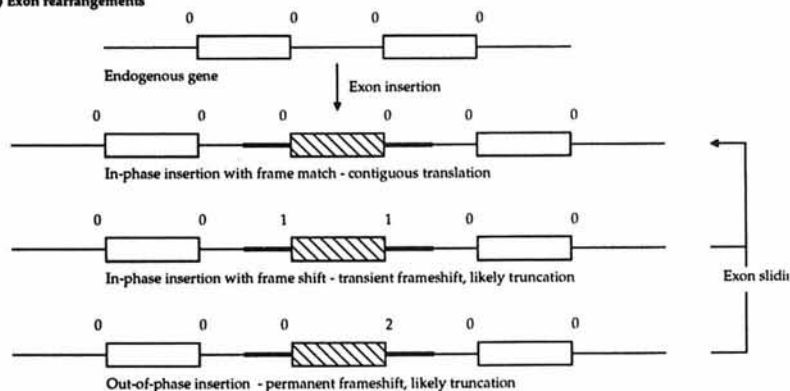 ) Exon rearrangements
0 0 0 0
Endogenous gene
Exon insertion
0 0 0 0 0 0
In-phase insertion with frame match - contiguous translation
0 0 1 1 0 0
In-phase insertion with frame shift - transient frameshift, likely truncation
Exon slidi
0 0 0 2 0 0
Out-of-phase insertion - permanent frameshift, likely truncation